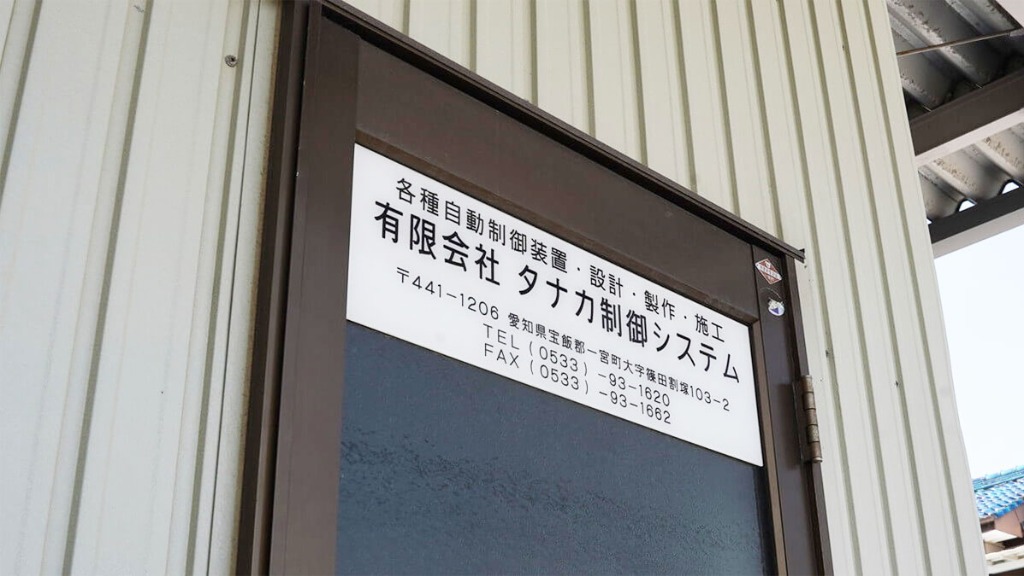 各種自動制御装置・設計・製作・施工
有限会社 タナカ制御システム
〒441-1206 愛知県宝飯郡一宮町大字篠田割塚103-2
TEL(0533)-93-1620
FAX(0533)-93-1662